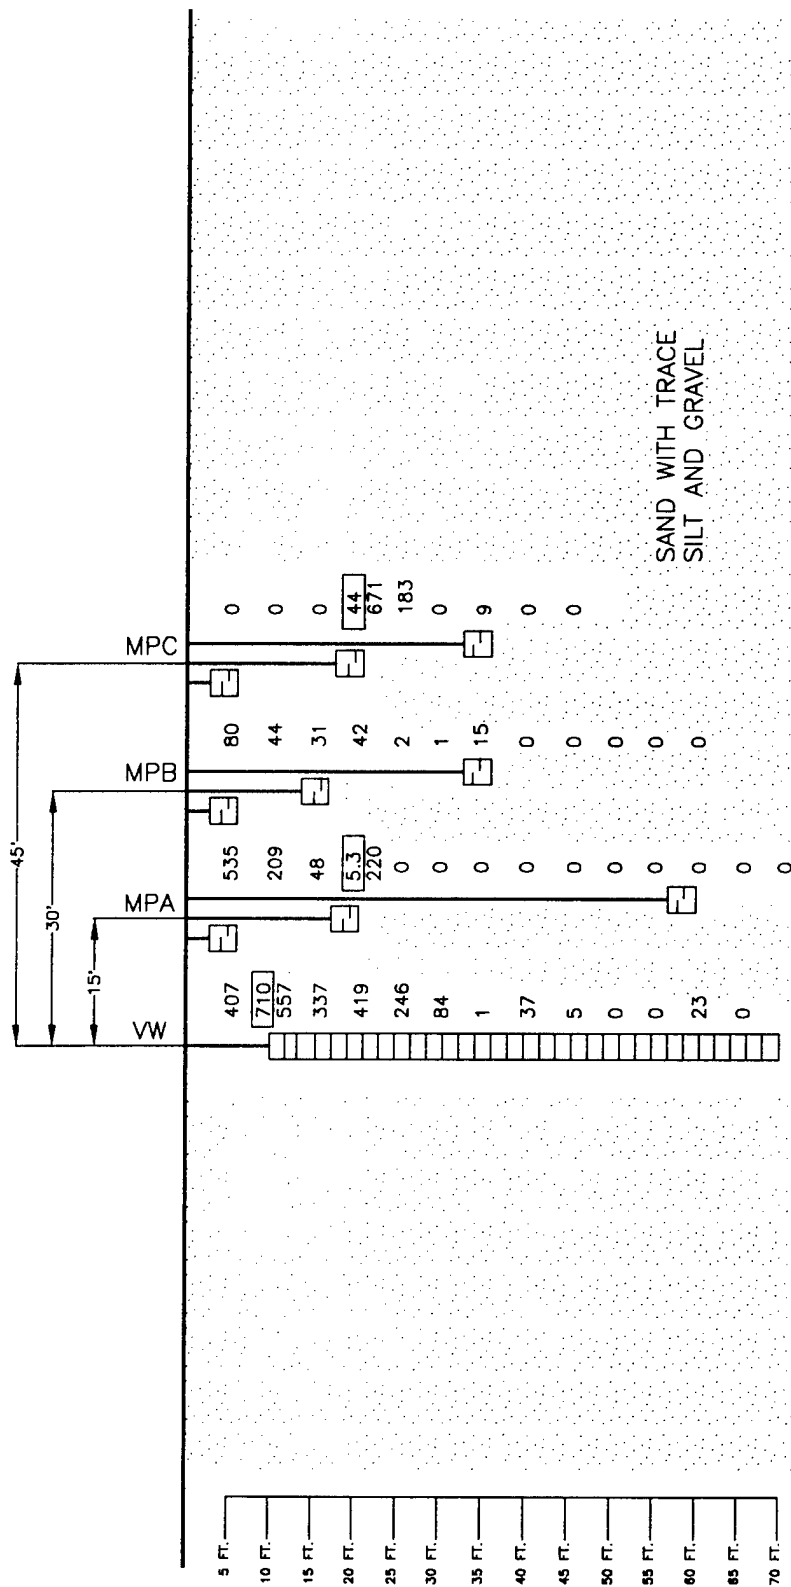 45'
30'
15'
VW
MPA
MPB
MPC
5 FT.
10 FT.
15 FT.
20 FT.
25 FT.
30 FT.
35 FT.
40 FT.
45 FT.
50 FT.
55 FT.
60 FT.
65 FT.
70 FT.
407
710
557
337
419
246
84
1
37
5
0
0
23
0
535
209
48
5.3
220
0
0
0
0
0
0
0
0
0
0
80
44
31
42
2
1
15
0
0
0
0
0
0
0
0
44
671
183
0
9
0
0
SAND WITH TRACE
SILT AND GRAVEL